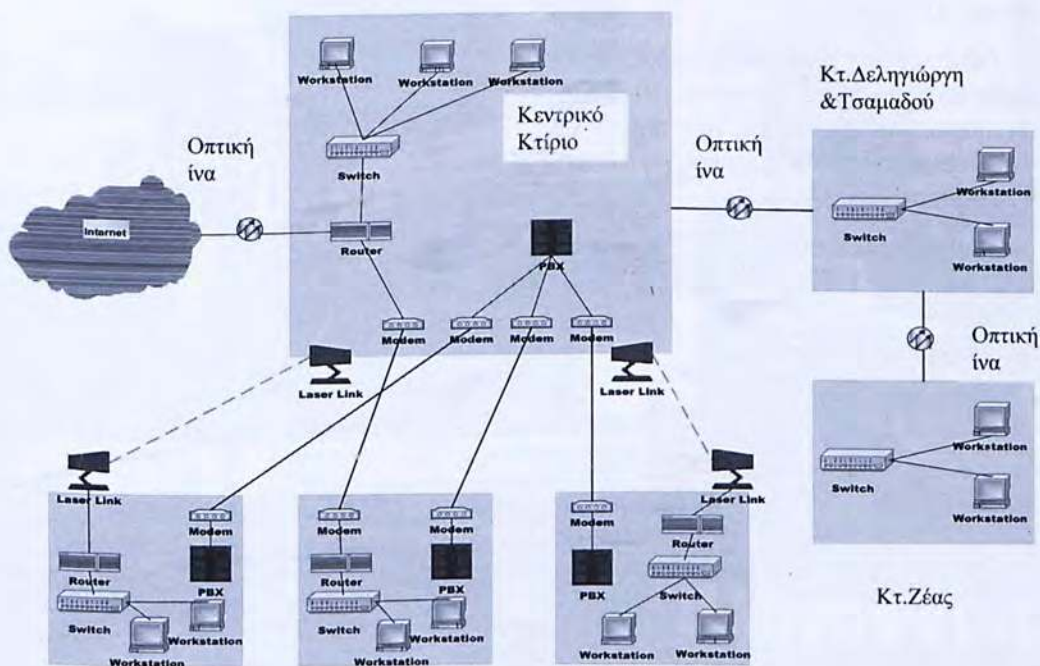 Workstation
Workstation
Workstation
Κεντρικό
Κτίριο
Switch
Οπτική
ίνα
Internet
Router
PBX
Modem
Modem
Modem
Modem
Laser Link
Laser Link
Οπτική
ίνα
Κτ.Δεληγιώργη
&Τσαμαδού
Workstation
Switch
Workstation
Οπτική
ίνα
Workstation
Switch
Workstation
Κτ.Ζέας
Laser Link
Modem
Router
PBX
Switch
Workstation
Workstation
Modem
Modem
Router
PBX
Switch
Workstation
Workstation
Laser Link
Modem
Router
PBX
Switch
Workstation
Workstation